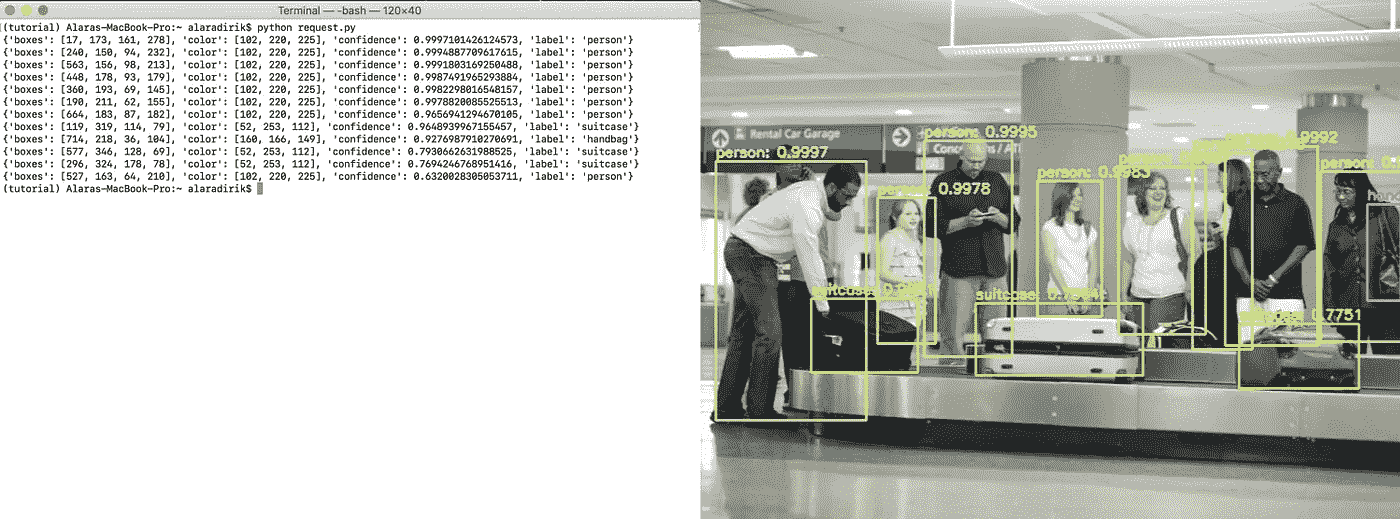 Terminal — -bash — 120×40
(tutorial) Alaras-MacBook-Pro:~ alaradirik$ python request.py
{'boxes': [17, 173, 161, 278], 'color': [102, 220, 225], 'confidence': 0.9997101426124573, 'label': 'person'}
{'boxes': [240, 150, 94, 232], 'color': [102, 220, 225], 'confidence': 0.9994887709617615, 'label': 'person'}
{'boxes': [563, 156, 98, 213], 'color': [102, 220, 225], 'confidence': 0.9991803169250488, 'label': 'person'}
{'boxes': [448, 178, 93, 179], 'color': [102, 220, 225], 'confidence': 0.9987491965293884, 'label': 'person'}
{'boxes': [360, 193, 69, 145], 'color': [102, 220, 225], 'confidence': 0.998229801654 8157, 'label': 'person'}
{'boxes': [190, 211, 62, 155], 'color': [102, 220, 225], 'confidence': 0.9978820085525513, 'label': 'person'}
{'boxes': [664, 183, 87, 182], 'color': [102, 220, 225], 'confidence': 0.9656941294670105, 'label': 'person'}
{'boxes': [119, 319, 114, 79], 'color': [52, 253, 112], 'confidence': 0.9648939967155457, 'label': 'suitcase'}
{'boxes': [714, 218, 36, 104], 'color': [160, 166, 149], 'confidence': 0.9276987910270691, 'label': 'handbag'}
{'boxes': [577, 346, 128, 69], 'color': [52, 253, 112], 'confidence': 0.7930662631988525, 'label': 'suitcase'}
{'boxes': [296, 324, 178, 78], 'color': [52, 253, 112], 'confidence': 0.7694246768951416, 'label': 'suitcase'}
{'boxes': [527, 163, 64, 210], 'color': [102, 220, 225], 'confidence': 0.6320028305053711, 'label': 'person'}
(tutorial) Alaras-MacBook-Pro:~ alaradirik$
Rental Car Garage
person: 0.9995
person: 0.9997
person: 0.9978
person: 0.9983
0.9992
suitcase:
suitcase:
0.7751